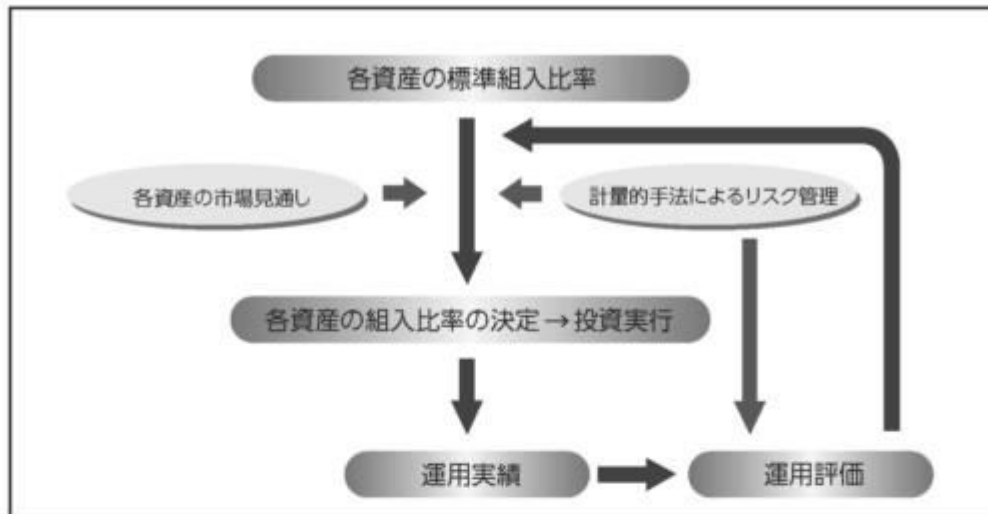 各資産の標準組入比率
各資産の市場見通し
計量的手法によるリスク管理
各資産の組入比率の決定→投資実行
運用実績
運用評価